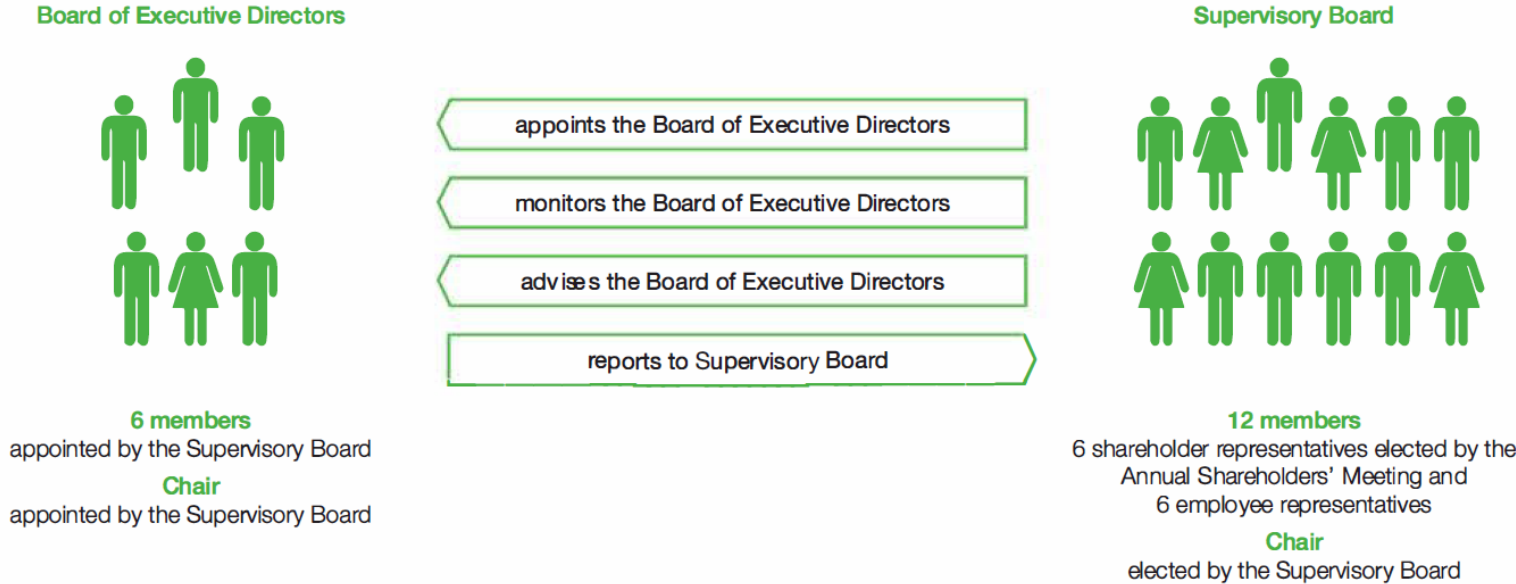 Board of Executive Directors
Supervisory Board
appoints the Board of Executive Directors
monitors the Board of Executive Directors
advises the Board of Executive Directors
reports to Supervisory Board
6 members
appointed by the Supervisory Board
Chair
appointed by the Supervisory Board
12 members
6 shareholder representatives elected by the
Annual Shareholders’ Meeting and
6 employee representatives
Chair
elected by the Supervisory Board